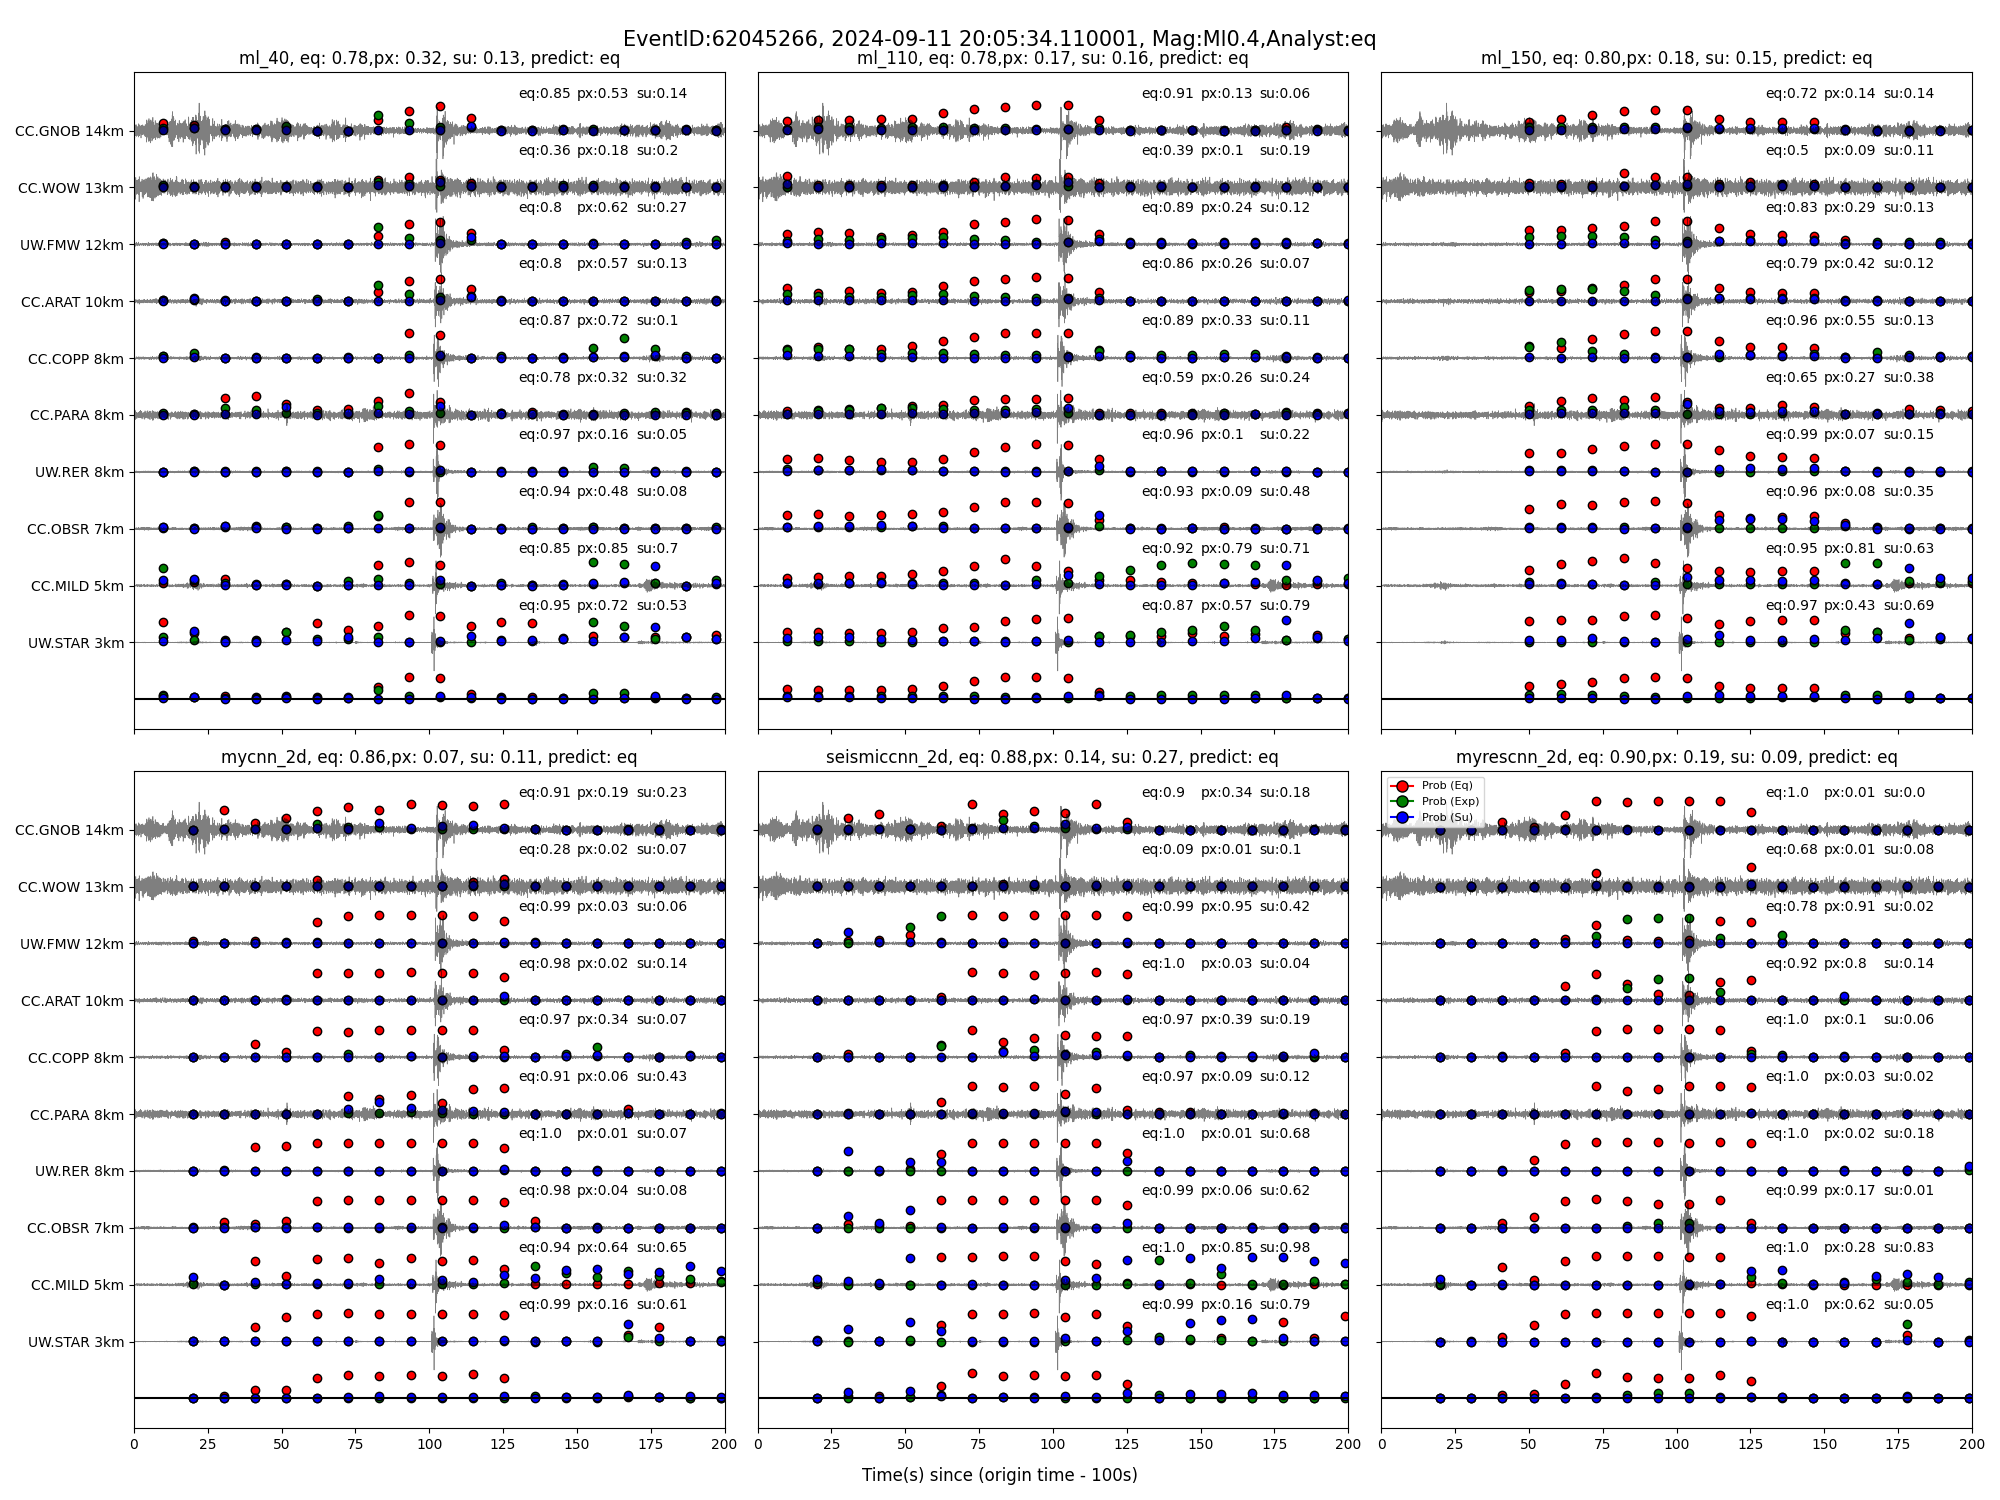 EventID:62045266, 2024-09-11 20:05:34.110001, Mag:Ml0.4,Analyst:eq
ml_40, eq: 0.78,px: 0.32, su: 0.13, predict: eq
CC.GNOB 14km
eq:0.85 px:0.53 su:0.14
CC.WOW 13km
eq:0.36 px:0.18 su:0.2
UW.FMW 12km
eq:0.8 px:0.62 su:0.27
CC.ARAT 10km
eq:0.8 px:0.57 su:0.13
CC.COPP 8km
eq:0.87 px:0.72 su:0.1
CC.PARA 8km
eq:0.78 px:0.32 su:0.32
UW.RER 8km
eq:0.97 px:0.16 su:0.05
CC.OBSR 7km
eq:0.94 px:0.48 su:0.08
CC.MILD 5km
eq:0.85 px:0.85 su:0.7
UW.STAR 3km
eq:0.95 px:0.72 su:0.53
ml_110, eq: 0.78,px: 0.17, su: 0.16, predict: eq
eq:0.91 px:0.13 su:0.06
eq:0.39 px:0.1 su:0.19
eq:0.89 px:0.24 su:0.12
eq:0.86 px:0.26 su:0.07
eq:0.89 px:0.33 su:0.11
eq:0.59 px:0.26 su:0.24
eq:0.96 px:0.1 su:0.22
eq:0.93 px:0.09 su:0.48
eq:0.92 px:0.79 su:0.71
eq:0.87 px:0.57 su:0.79
ml_150, eq: 0.80,px: 0.18, su: 0.15, predict: eq
eq:0.72 px:0.14 su:0.14
eq:0.5 px:0.09 su:0.11
eq:0.83 px:0.29 su:0.13
eq:0.79 px:0.42 su:0.12
eq:0.96 px:0.55 su:0.13
eq:0.65 px:0.27 su:0.38
eq:0.99 px:0.07 su:0.15
eq:0.96 px:0.08 su:0.35
eq:0.95 px:0.81 su:0.63
eq:0.97 px:0.43 su:0.69
mycnn_2d, eq: 0.86,px: 0.07, su: 0.11, predict: eq
CC.GNOB 14km
eq:0.91 px:0.19 su:0.23
CC.WOW 13km
eq:0.28 px:0.02 su:0.07
UW.FMW 12km
eq:0.99 px:0.03 su:0.06
CC.ARAT 10km
eq:0.98 px:0.02 su:0.14
CC.COPP 8km
eq:0.97 px:0.34 su:0.07
CC.PARA 8km
eq:0.91 px:0.06 su:0.43
UW.RER 8km
eq:1.0 px:0.01 su:0.07
CC.OBSR 7km
eq:0.98 px:0.04 su:0.08
CC.MILD 5km
eq:0.94 px:0.64 su:0.65
UW.STAR 3km
eq:0.99 px:0.16 su:0.61
0 25 50 75 100 125 150 175 200
seismiccnn_2d, eq: 0.88,px: 0.14, su: 0.27, predict: eq
eq:0.9 px:0.34 su:0.18
eq:0.09 px:0.01 su:0.1
eq:0.99 px:0.95 su:0.42
eq:1.0 px:0.03 su:0.04
eq:0.97 px:0.39 su:0.19
eq:0.97 px:0.09 su:0.12
eq:1.0 px:0.01 su:0.68
eq:0.99 px:0.06 su:0.62
eq:1.0 px:0.85 su:0.98
eq:0.99 px:0.16 su:0.79
0 25 50 75 100 125 150 175 200
myrescnn_2d, eq: 0.90,px: 0.19, su: 0.09, predict: eq
Prob (Eq)
Prob (Exp)
Prob (Su)
eq:1.0 px:0.01 su:0.0
eq:0.68 px:0.01 su:0.08
eq:0.78 px:0.91 su:0.02
eq:0.92 px:0.8 su:0.14
eq:1.0 px:0.1 su:0.06
eq:1.0 px:0.03 su:0.02
eq:1.0 px:0.02 su:0.18
eq:0.99 px:0.17 su:0.01
eq:1.0 px:0.28 su:0.83
eq:1.0 px:0.62 su:0.05
0 25 50 75 100 125 150 175 200
Time(s) since (origin time - 100s)